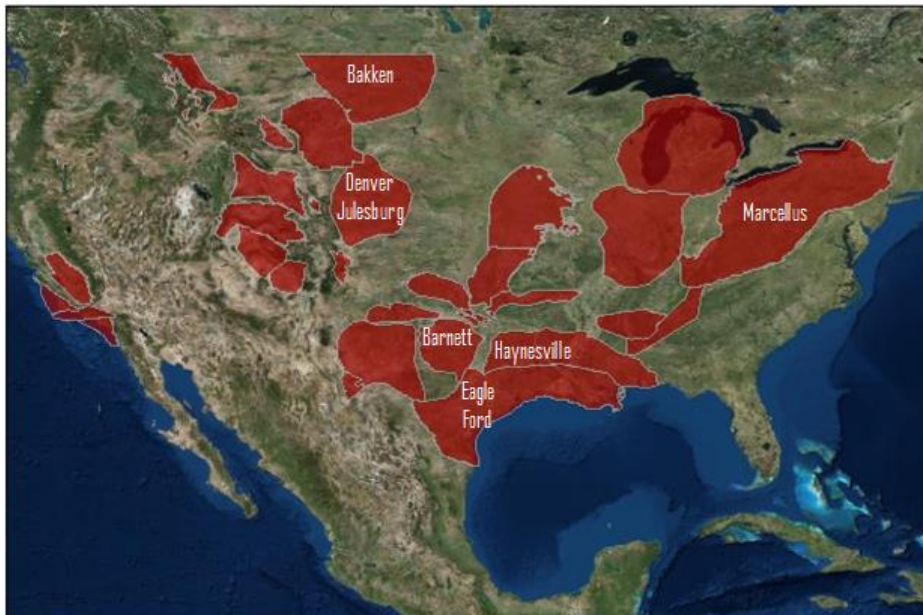 Bakken
Denver
Julesburg
Marcellus
Barnett
Haynesville
Eagle
Ford